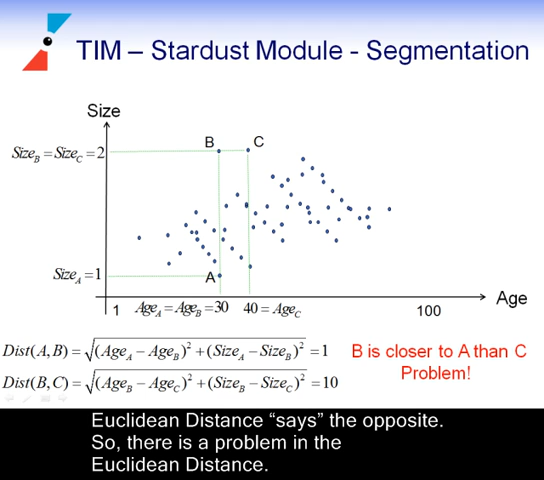 TIM – Stardust Module - Segmentation
Size
B
C
Size_B = Size_C = 2
Size_A = 1
A
1
Age_A = Age_B = 30
40 = Age_C
100
Age
Dist(A, B) = √((Age_A − Age_B)² + (Size_A − Size_B)²) = 1
B is closer to A than C
Problem!
Dist(B, C) = √((Age_B − Age_C)² + (Size_B − Size_C)²) = 10
Euclidean Distance “says” the opposite.
So, there is a problem in the
Euclidean Distance.